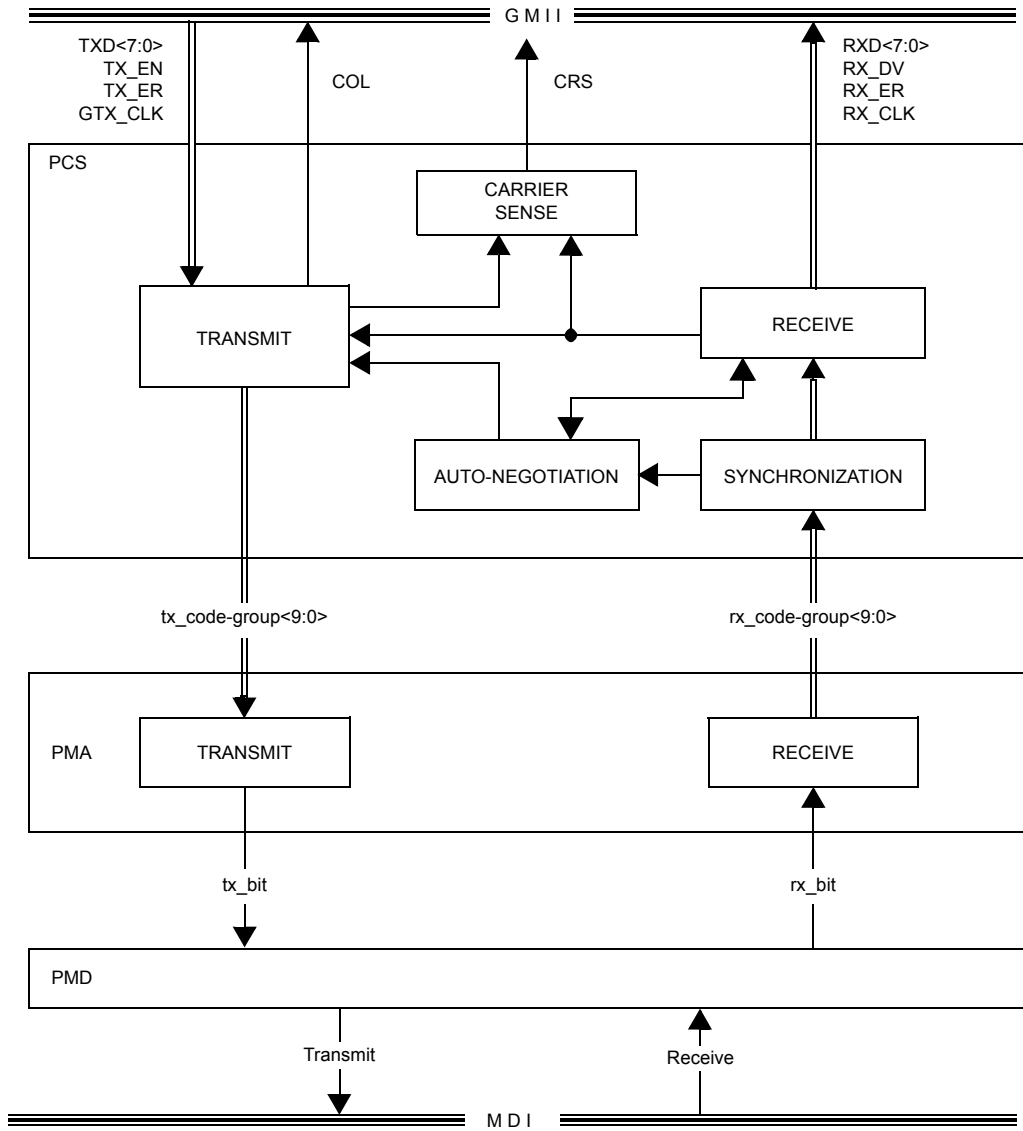 G M I I
TXD<7:0>
TX_EN
TX_ER
GTX_CLK
COL
CRS
RXD<7:0>
RX_DV
RX_ER
RX_CLK
PCS
CARRIER
SENSE
TRANSMIT
RECEIVE
AUTO-NEGOTIATION
SYNCHRONIZATION
tx_code-group<9:0>
rx_code-group<9:0>
PMA
TRANSMIT
RECEIVE
tx_bit
rx_bit
PMD
Transmit
Receive
M D I